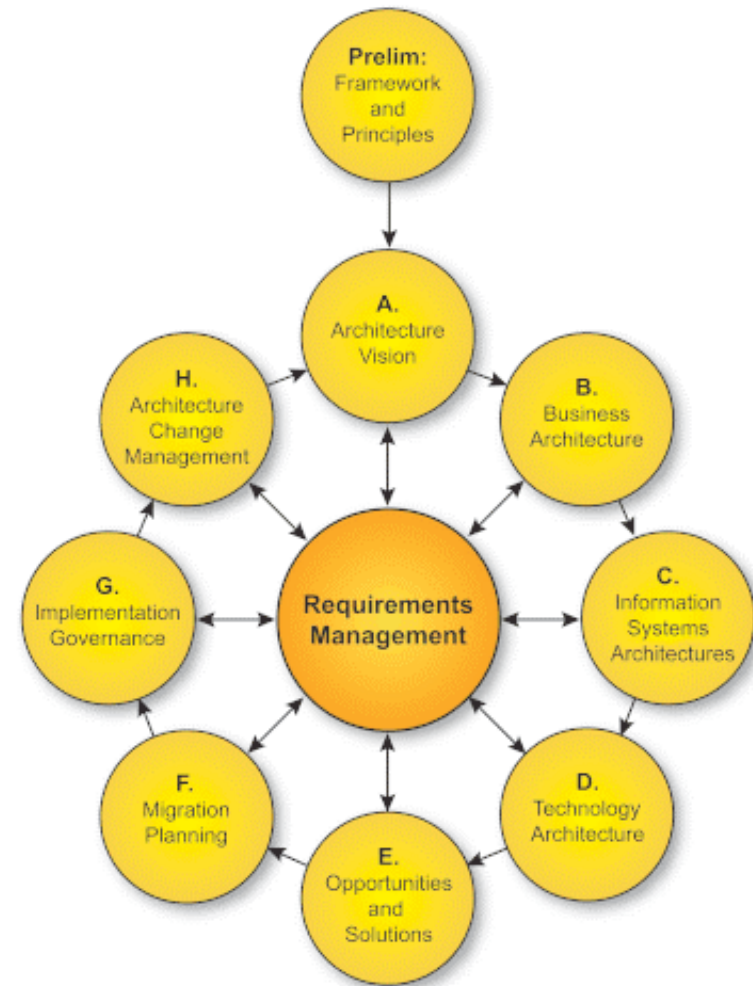 Prelim:
Framework
and
Principles
A.
Architecture
Vision
B.
Business
Architecture
C.
Information
Systems
Architectures
D.
Technology
Architecture
E.
Opportunities
and
Solutions
F.
Migration
Planning
G.
Implementation
Governance
H.
Architecture
Change
Management
Requirements
Management